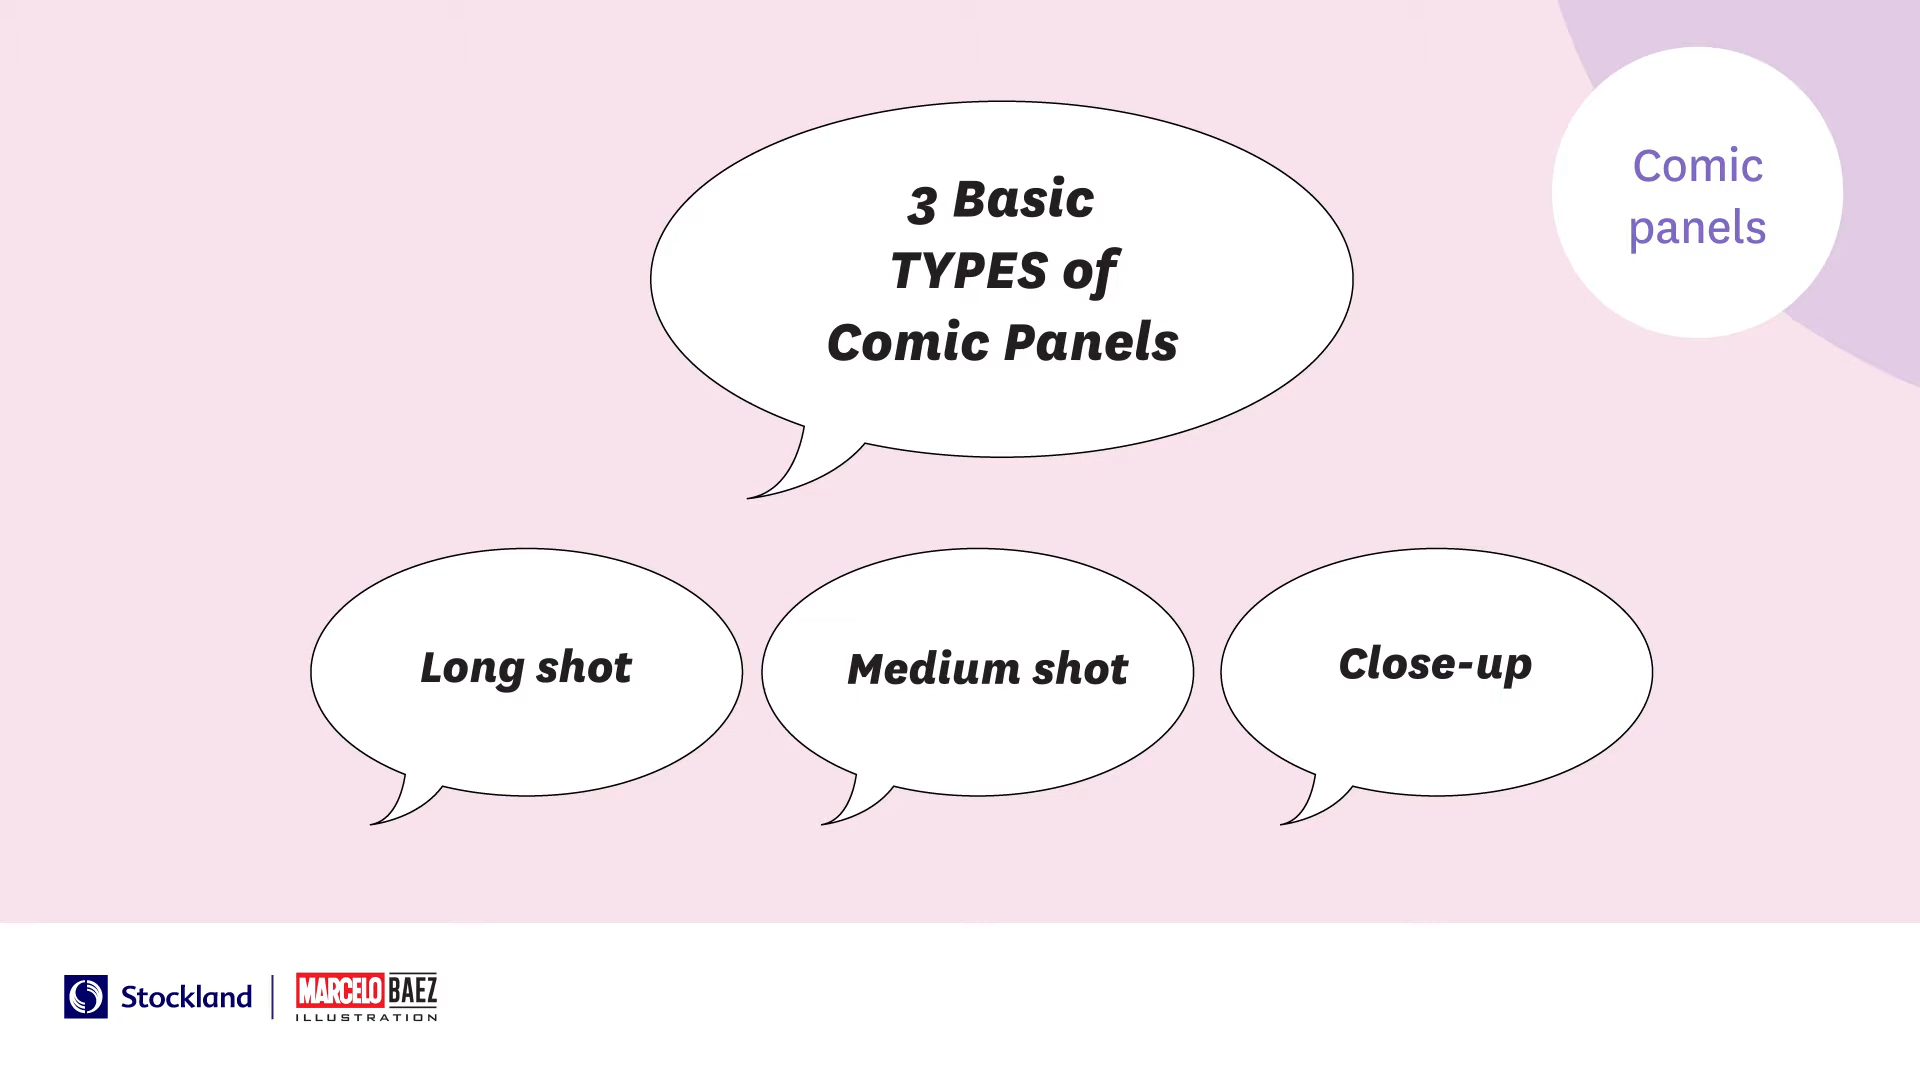 3 Basic
TYPES of
Comic Panels
Comic
panels
Long shot
Medium shot
Close-up
Stockland
MARCELO BAEZ
ILLUSTRATION